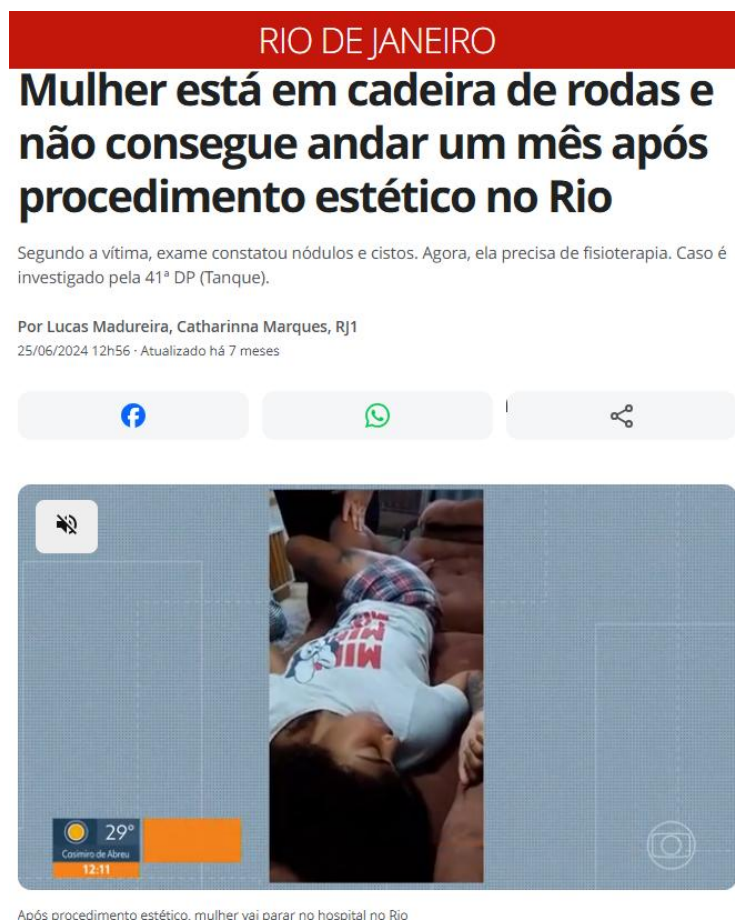 RIO DE JANEIRO
Mulher está em cadeira de rodas e
não consegue andar um mês após
procedimento estético no Rio
Segundo a vítima, exame constatou nódulos e cistos. Agora, ela precisa de fisioterapia. Caso é
investigado pela 41ª DP (Tanque).
Por Lucas Madureira, Catharinna Marques, RJ1
25/06/2024 12h56 · Atualizado há 7 meses
MI
29°
Casimiro de Abreu
12:11
Após procedimento estético, mulher vai parar no hospital no Rio